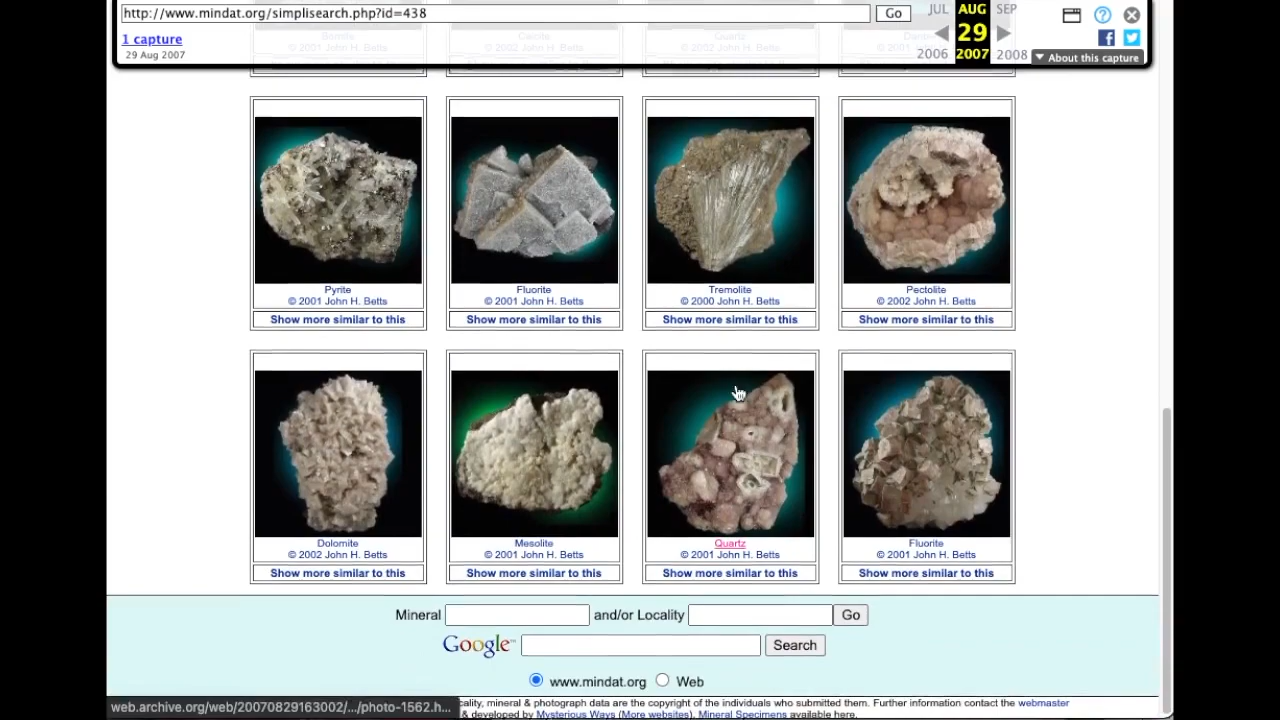 http://www.mindat.org/simplisearch.php?id=438
Go
JUL AUG SEP
1 capture
29
29 Aug 2007
2006 2007 2008
About this capture
Bornite
© 2001 John H. Betts
© 2002 John H. Betts
Quartz
© 2002 John H. Betts
© 2001 John H. Betts
Pyrite Fluorite Tremolite Pectolite
© 2001 John H. Betts © 2001 John H. Betts © 2000 John H. Betts © 2002 John H. Betts
Show more similar to this Show more similar to this Show more similar to this Show more similar to this
Dolomite Mesolite Quartz Fluorite
© 2002 John H. Betts © 2001 John H. Betts © 2001 John H. Betts © 2001 John H. Betts
Show more similar to this Show more similar to this Show more similar to this Show more similar to this
Mineral and/or Locality Go
Google™ Search
www.mindat.org Web
cality, mineral & photograph data are the copyright of the individuals who submitted them. Further information contact the webmaster
web.archive.org/web/20070829163002/.../photo-1562.h... & developed by Mysterious Ways (More websites). Mineral Specimens available here.